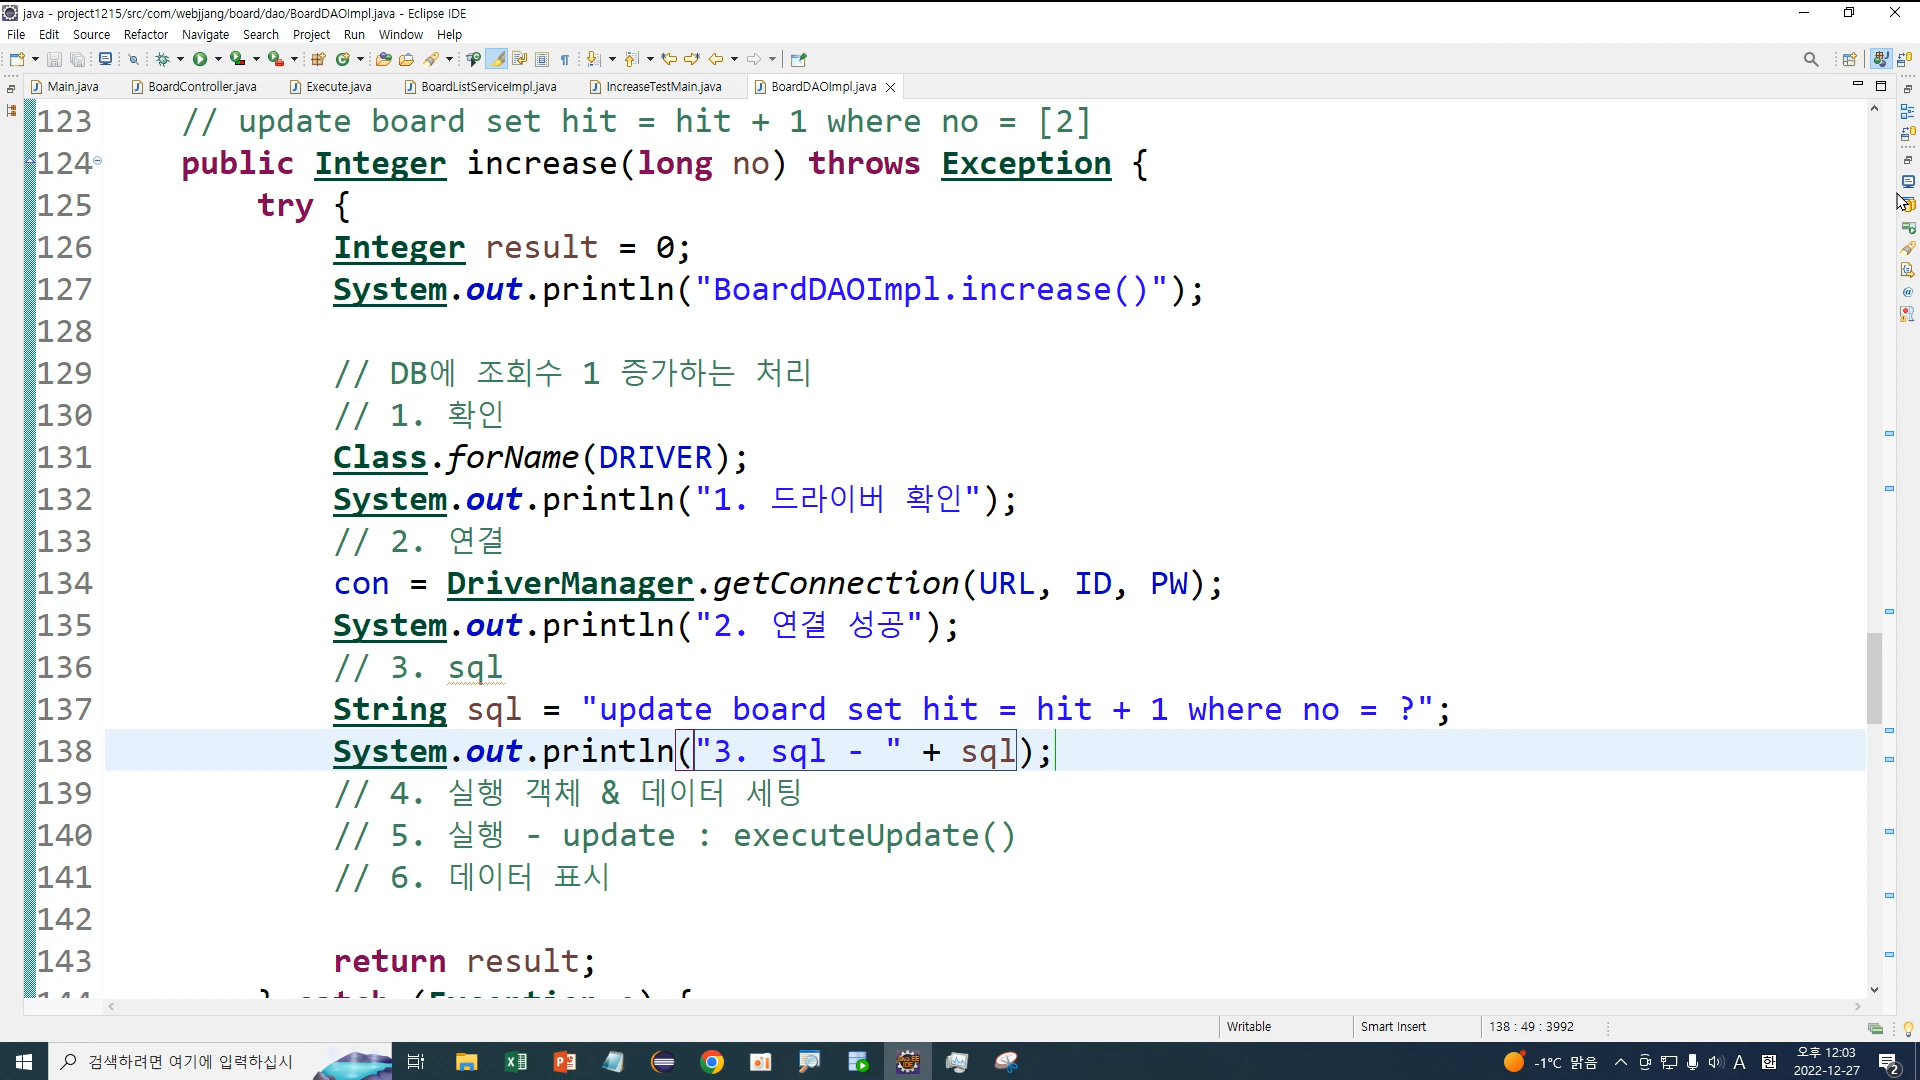 java - project1215/src/com/webjjang/board/dao/BoardDAOImpl.java - Eclipse IDE
File Edit Source Refactor Navigate Search Project Run Window Help
Main.java BoardController.java Execute.java BoardListServiceImpl.java IncreaseTestMain.java BoardDAOImpl.java
123 // update board set hit = hit + 1 where no = [2]
124 public Integer increase(long no) throws Exception {
125 try {
126 Integer result = 0;
127 System.out.println("BoardDAOImpl.increase()");
128
129 // DB에 조회수 1 증가하는 처리
130 // 1. 확인
131 Class.forName(DRIVER);
132 System.out.println("1. 드라이버 확인");
133 // 2. 연결
134 con = DriverManager.getConnection(URL, ID, PW);
135 System.out.println("2. 연결 성공");
136 // 3. sql
137 String sql = "update board set hit = hit + 1 where no = ?";
138 System.out.println("3. sql - " + sql);
139 // 4. 실행 객체 & 데이터 세팅
140 // 5. 실행 - update : executeUpdate()
141 // 6. 데이터 표시
142
143 return result;
144 } catch (Exception e) {
Writable Smart Insert 138 : 49 : 3992
검색하려면 여기에 입력하십시
-1°C 맑음 A 한 오후 12:03
2022-12-27
2